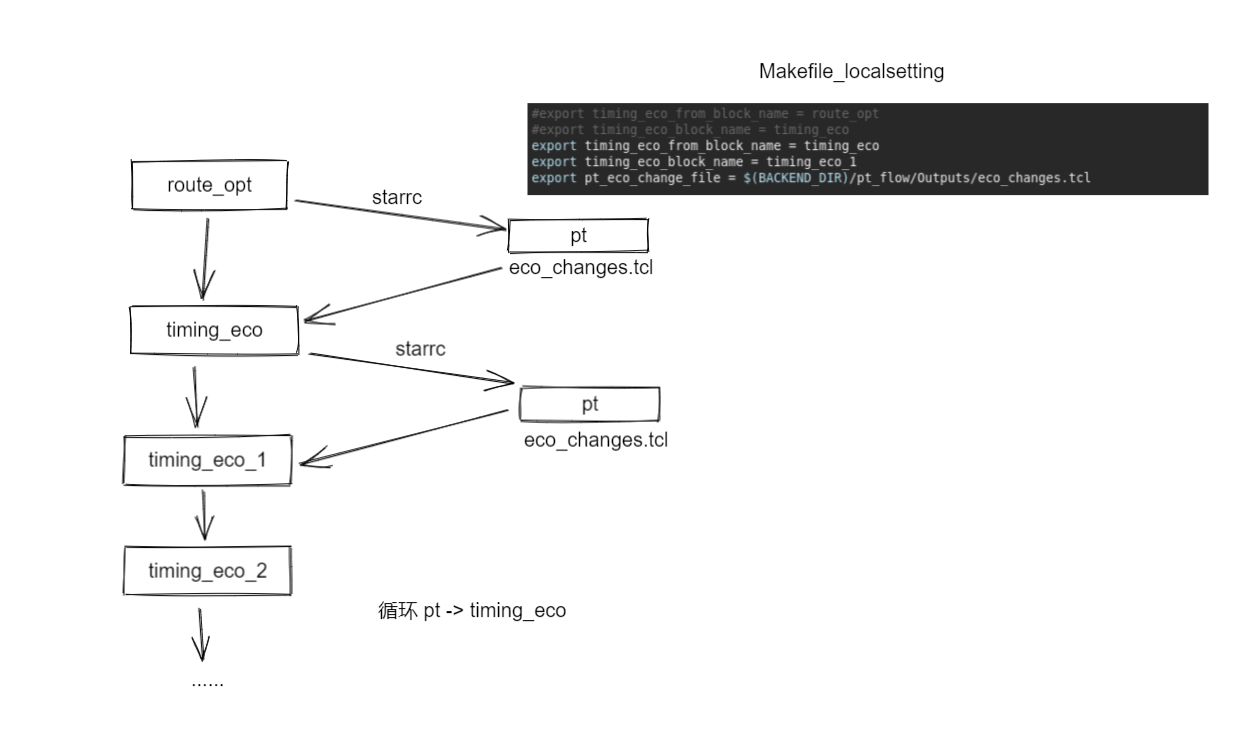 Makefile_localsetting
#export timing_eco_from_block_name = route_opt
#export timing_eco_block_name = timing_eco
export timing_eco_from_block_name = timing_eco
export timing_eco_block_name = timing_eco_1
export pt_eco_change_file = $(BACKEND_DIR)/pt_flow/Outputs/eco_changes.tcl
route_opt
starrc
pt
eco_changes.tcl
timing_eco
starrc
pt
eco_changes.tcl
timing_eco_1
timing_eco_2
循环 pt -> timing_eco
......